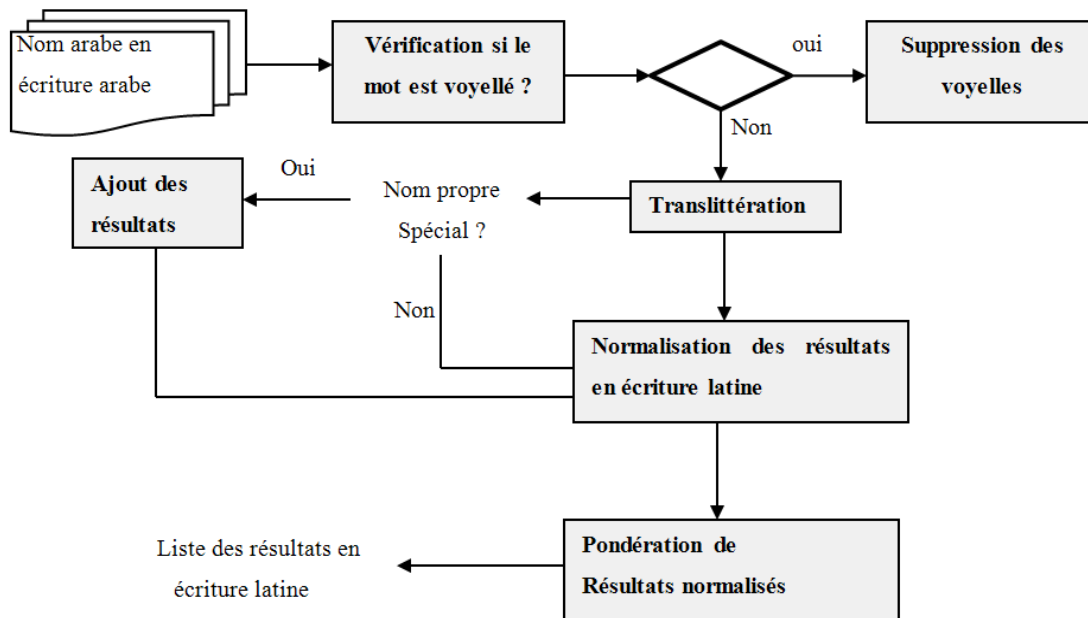 Nom arabe en
écriture arabe
Vérification si le
mot est voyellé ?
oui
Suppression des
voyelles
Non
Oui
Ajout des
résultats
Nom propre
Spécial ?
Translittération
Non
Normalisation des résultats
en écriture latine
Liste des résultats en
écriture latine
Pondération de
Résultats normalisés